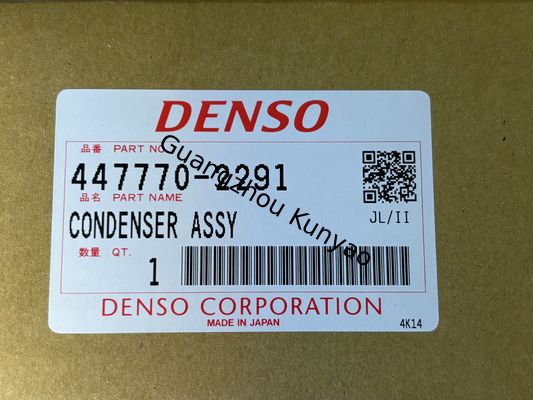 DENSO
品番 PART NO.
447770-2291
品名 PART NAME
JL/II
CONDENSER ASSY
数量 QT.
1
DENSO CORPORATION
MADE IN JAPAN
4K14
Guangzhou Kunyao